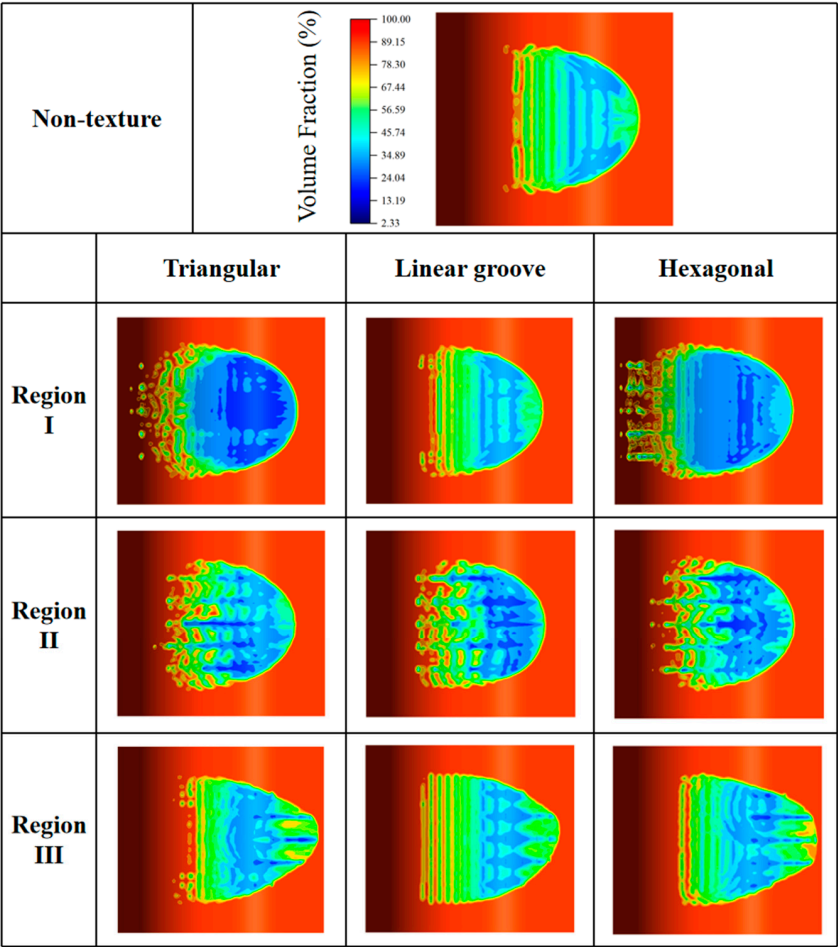 Non-texture
Volume Fraction (%)
100.00
89.15
78.30
67.44
56.59
45.74
34.89
24.04
13.19
2.33
Triangular
Linear groove
Hexagonal
Region
I
Region
II
Region
III